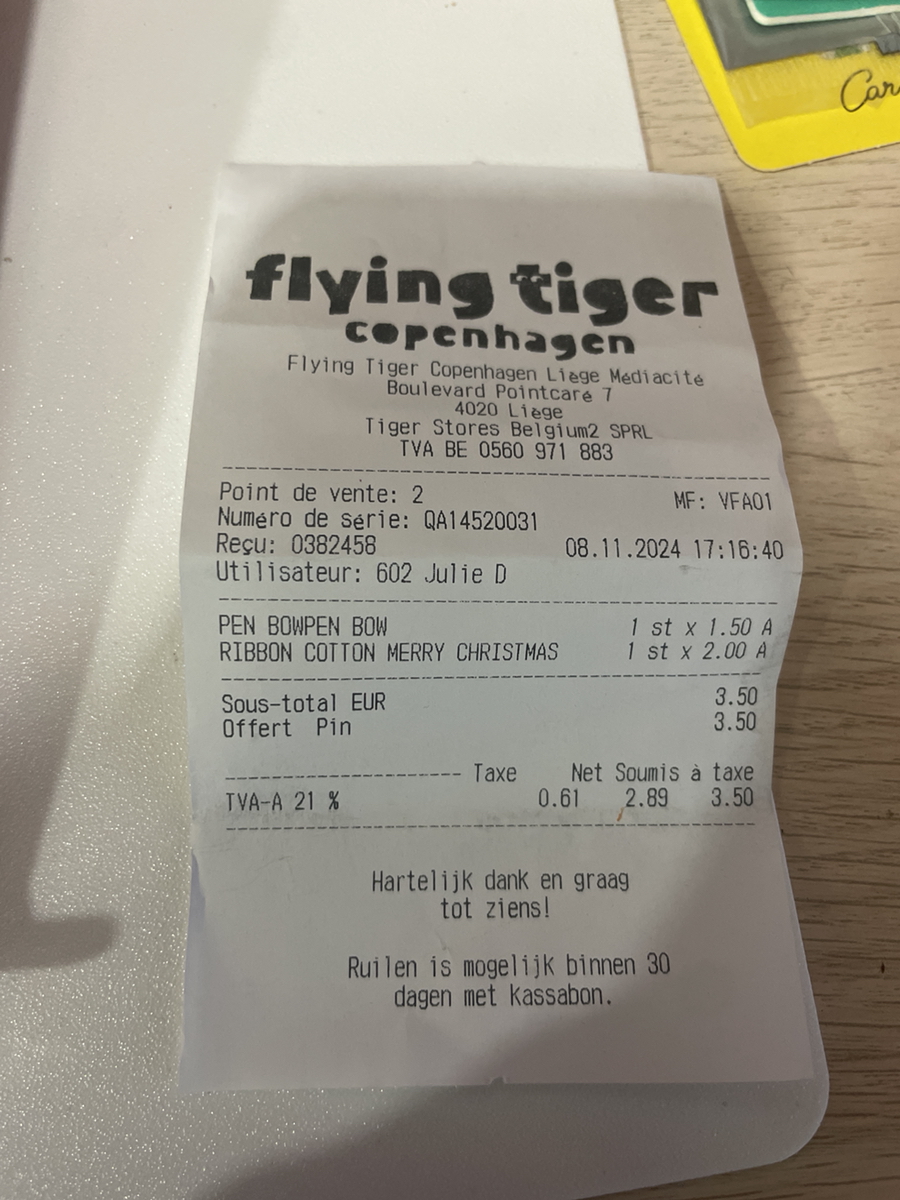 Car
flying tiger
copenhagen
Flying Tiger Copenhagen Liège Médiacité
Boulevard Pointcaré 7
4020 Liège
Tiger Stores Belgium2 SPRL
TVA BE 0560 971 883
Point de vente: 2 MF: VFA01
Numéro de série: QA14520031
Reçu: 0382458 08.11.2024 17:16:40
Utilisateur: 602 Julie D
PEN BOWPEN BOW 1 st x 1.50 A
RIBBON COTTON MERRY CHRISTMAS 1 st x 2.00 A
Sous-total EUR 3.50
Offert Pin 3.50
-------------------- Taxe Net Soumis à taxe
TVA-A 21 % 0.61 2.89 3.50
Hartelijk dank en graag
tot ziens!
Ruilen is mogelijk binnen 30
dagen met kassabon.